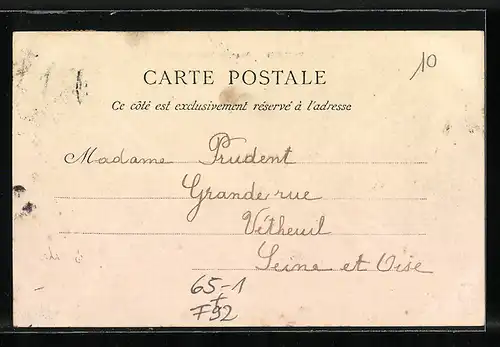 10
CARTE POSTALE
Ce côté est exclusivement réservé à l'adresse
Madame Prudent
Grande rue
Vétheuil
Seine et Oise
65-1
F52